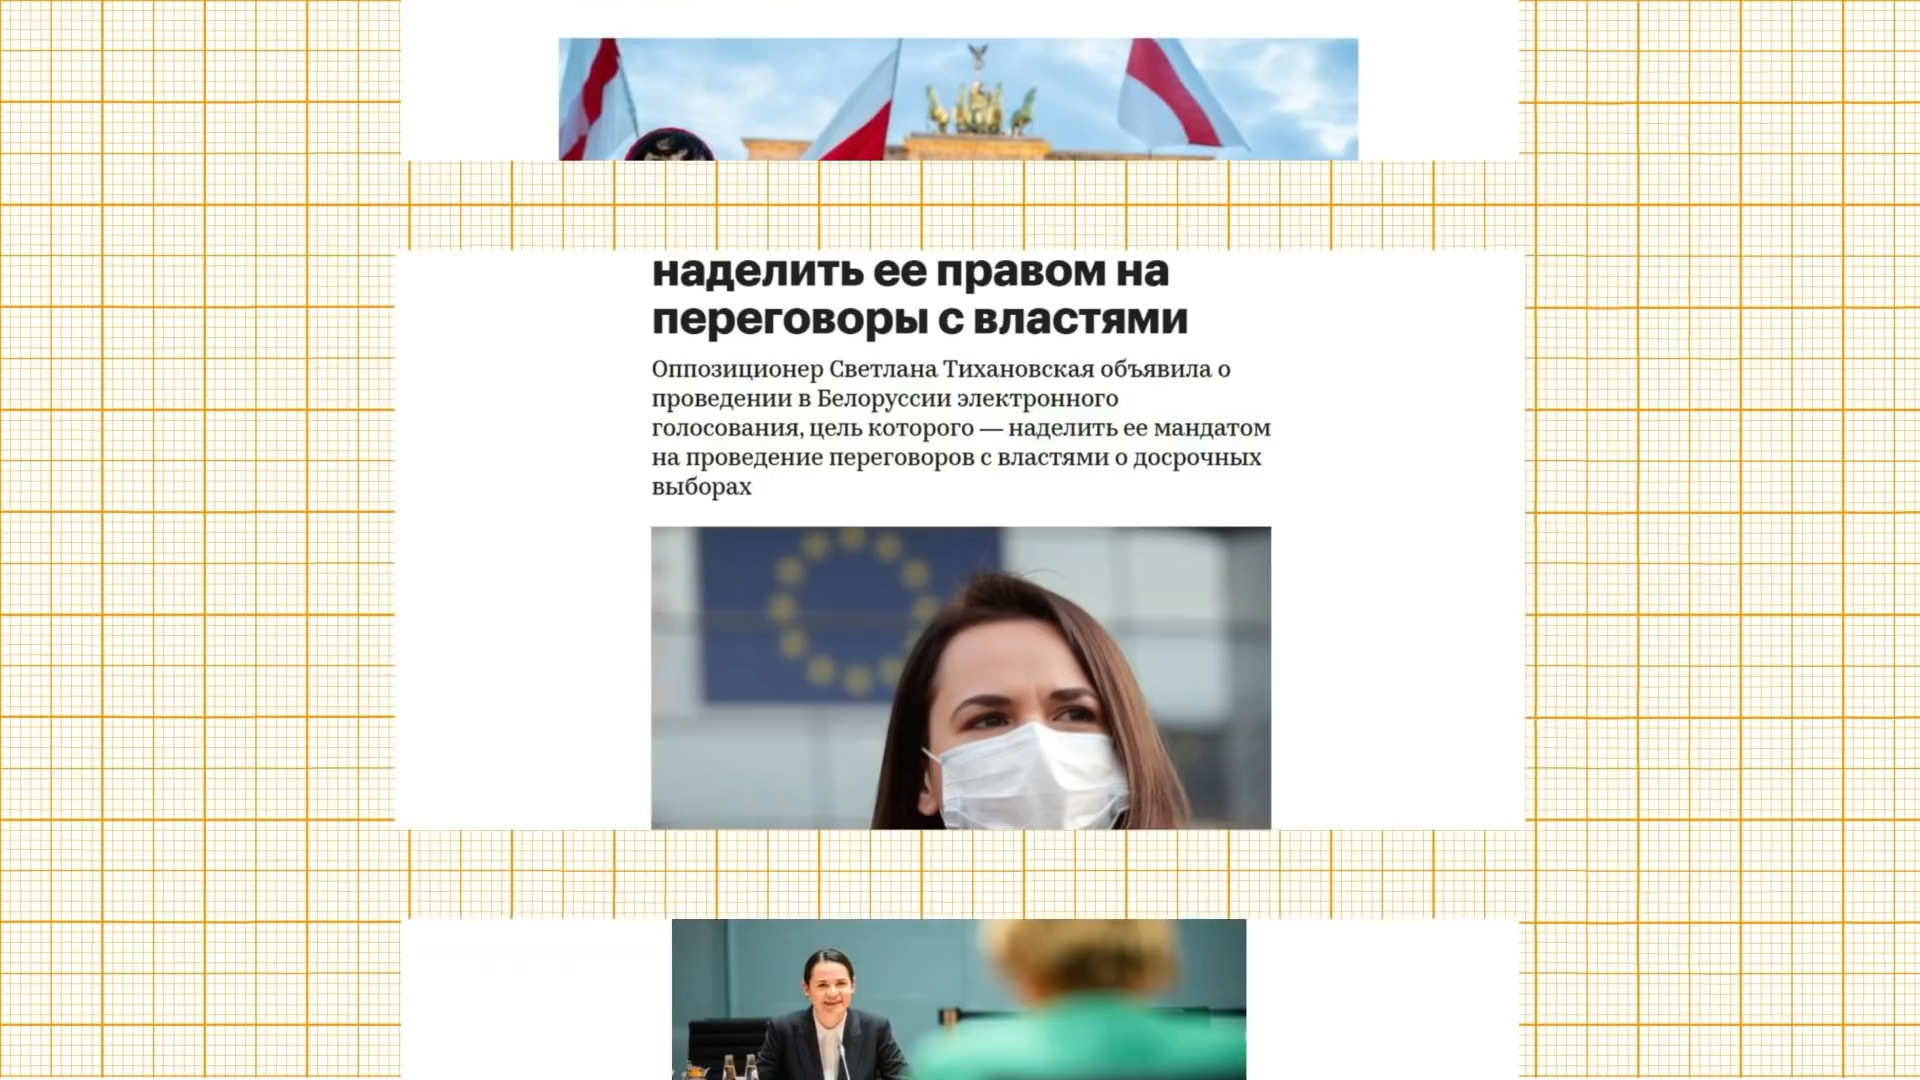 наделить ее правом на
переговоры с властями
Оппозиционер Светлана Тихановская объявила о
проведении в Белоруссии электронного
голосования, цель которого — наделить ее мандатом
на проведение переговоров с властями о досрочных
выборах